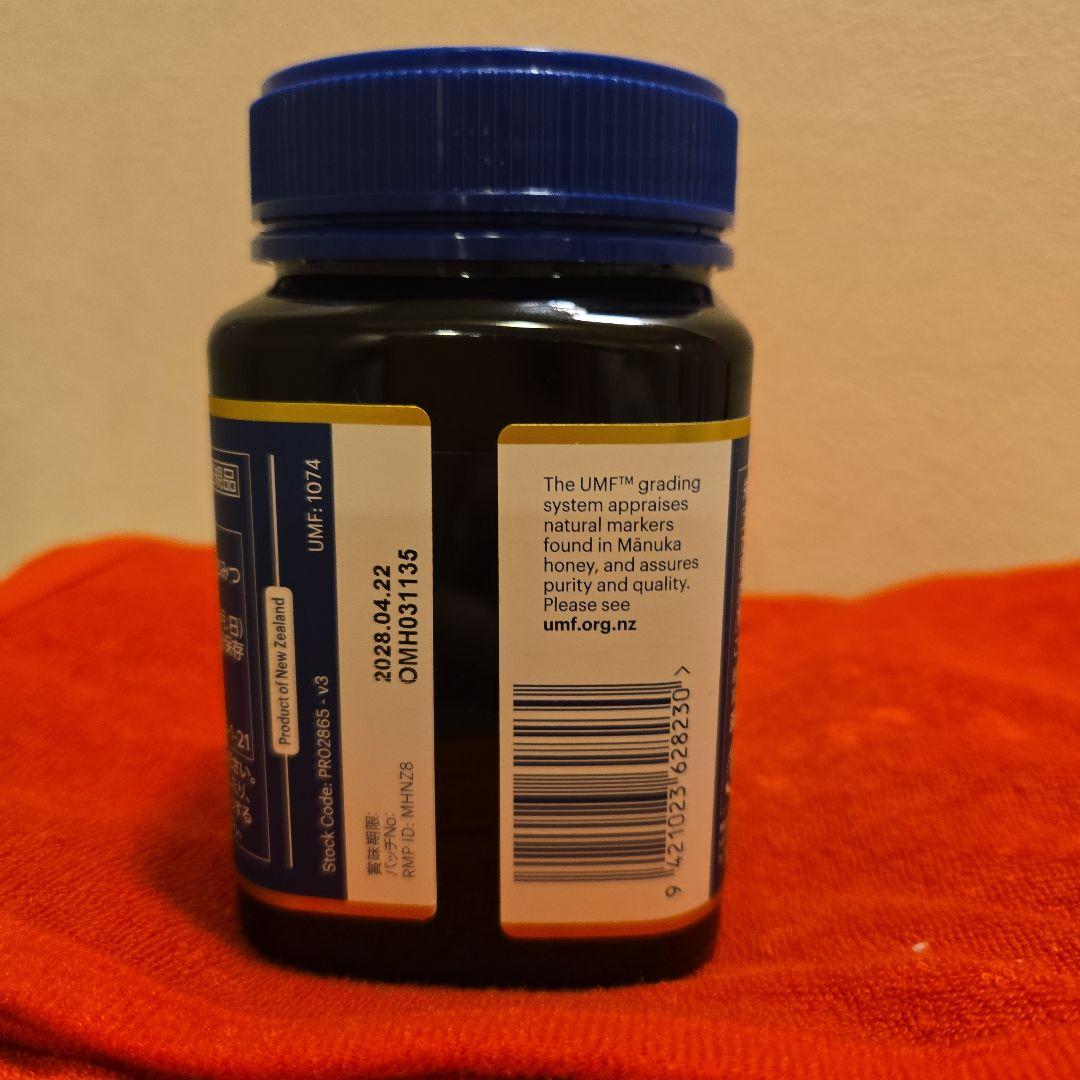 UMF: 1074
Product of New Zealand
Stock Code: PR02865 - v3
2028.04.22
OMH031135
賞味期限:
バッチNo:
RMP ID: MHNZ8
The UMF™ grading
system appraises
natural markers
found in Mānuka
honey, and assures
purity and quality.
Please see
umf.org.nz
9 421023 628230 >